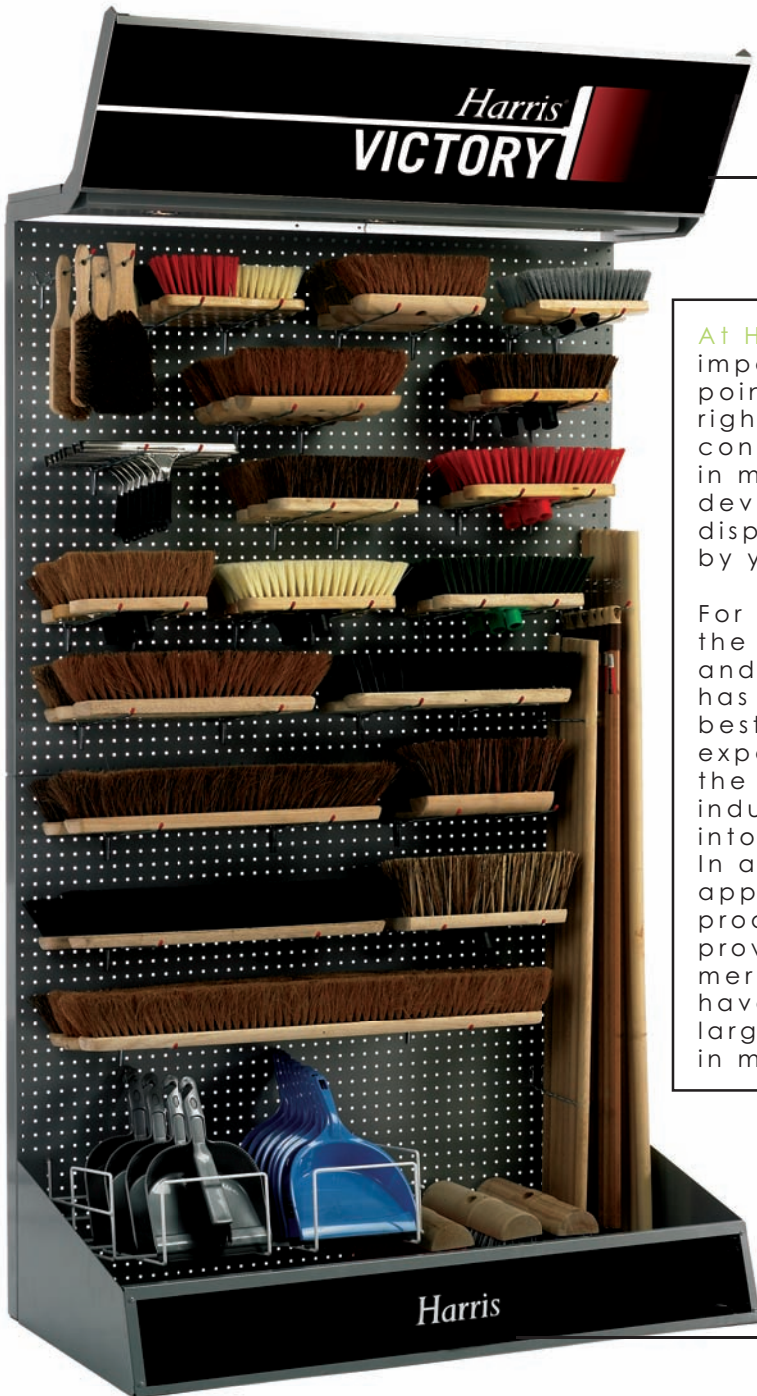 Harris
VICTORY
At H
impo
poin
righ
con
in m
dev
disp
by y
For
the
and
has
best
expe
the
indu
into
In a
app
prod
prov
mer
have
larg
in m
Harris